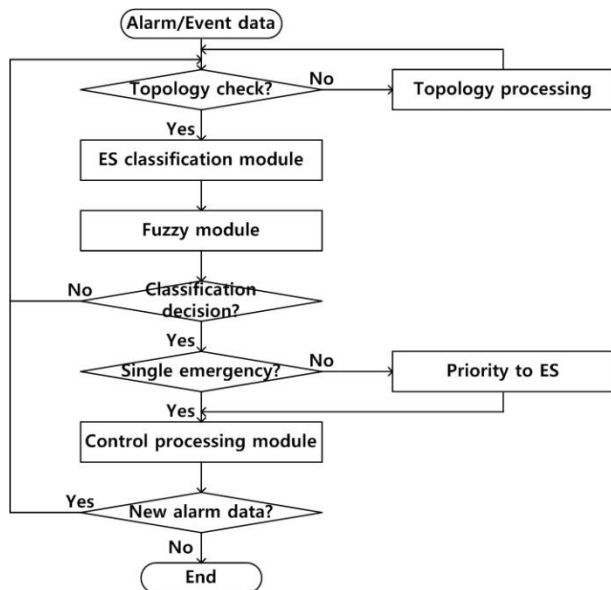 Alarm/Event data
Topology check?
No
Topology processing
Yes
ES classification module
Fuzzy module
No
Classification
decision?
Yes
Single emergency?
No
Priority to ES
Yes
Control processing module
Yes
New alarm data?
No
End